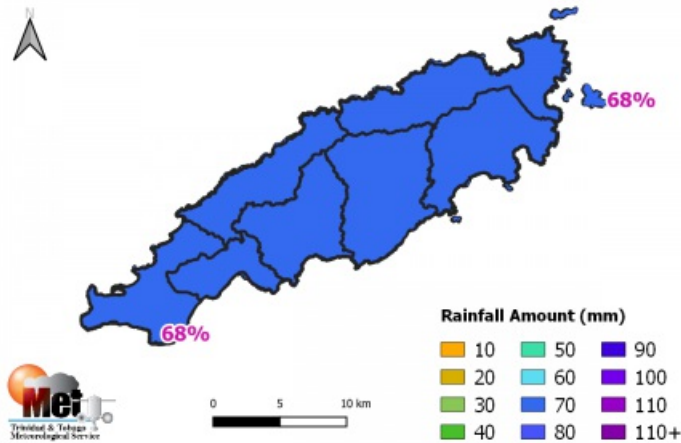 68%
68%
Rainfall Amount (mm)
10 50 90
20 60 100
30 70 110
40 80 110+
0 5 10 km
Met
Trinidad & Tobago
Meteorological Service